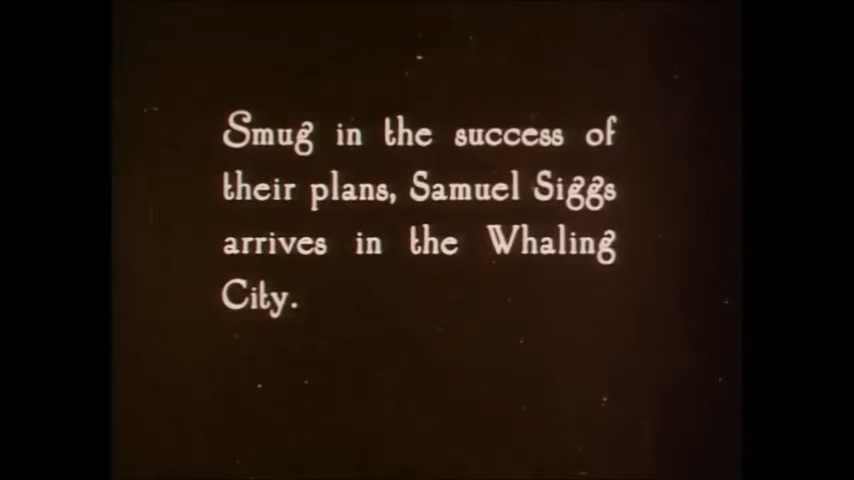 Smug in the success of
their plans, Samuel Siggs
arrives in the Whaling
City.